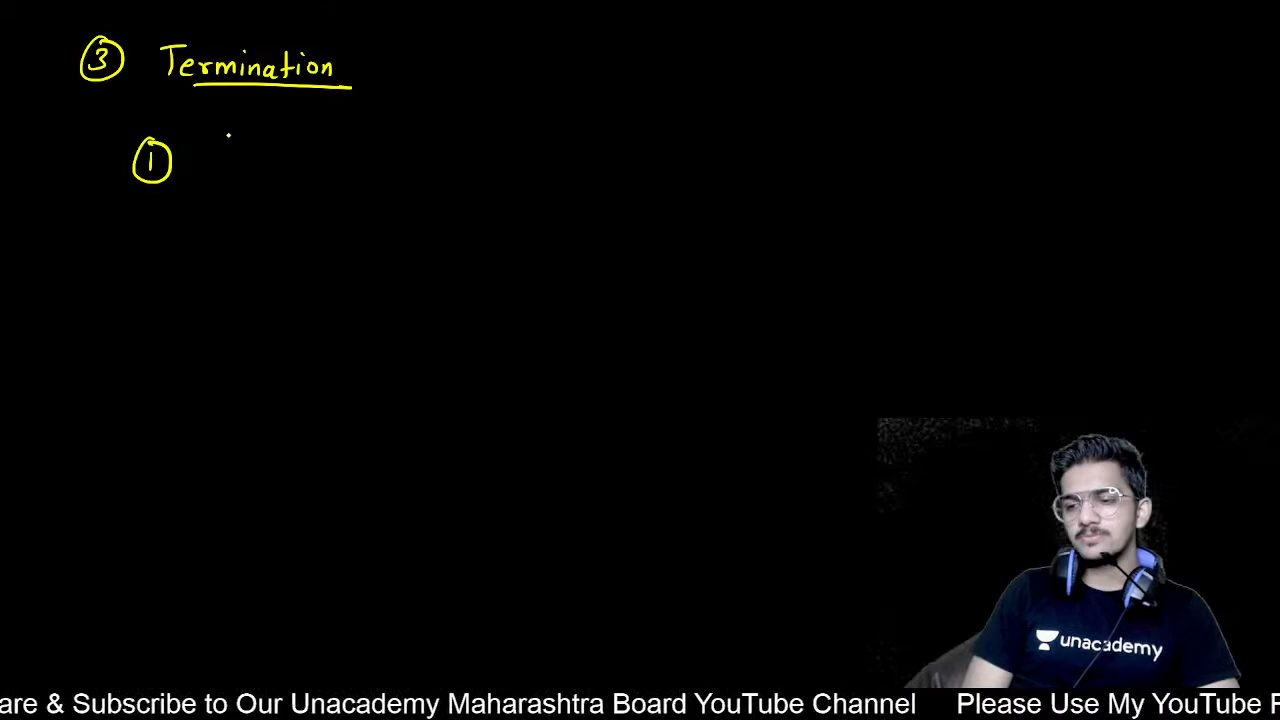 ③ Termination
①
unacademy
are & Subscribe to Our Unacademy Maharashtra Board YouTube Channel Please Use My YouTube